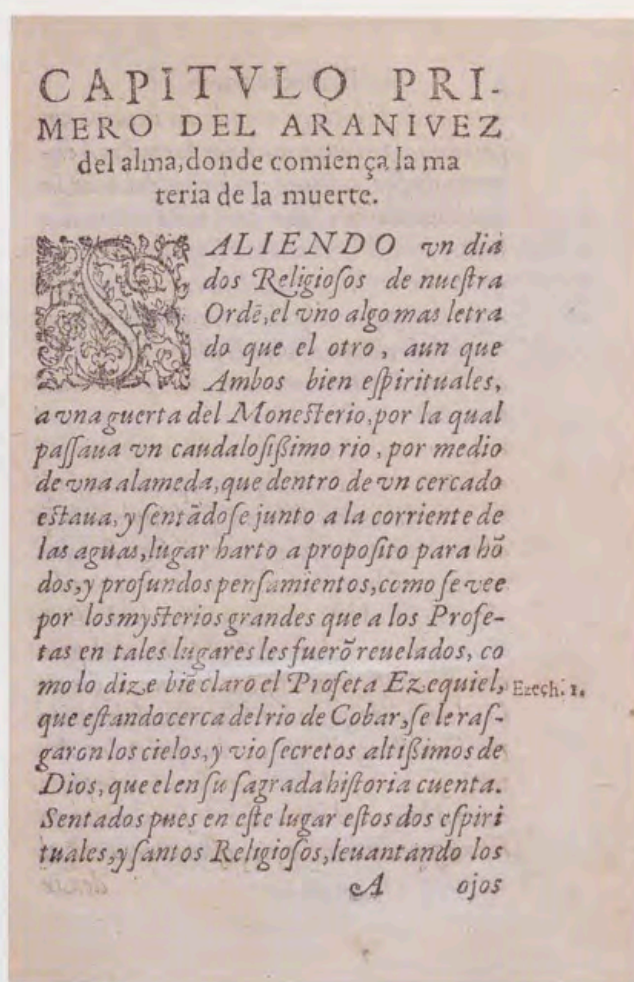 CAPITVLO PRI-
MERO DEL ARANIVEZ
del alma, donde comiença la ma
teria de la muerte.
SALIENDO vn dia
dos Religiosos de nuestra
Ordē, el vno algo mas letra
do que el otro, aun que
Ambos bien espirituales,
a vna guerta del Monesterio, por la qual
passaua vn caudalosissimo rio, por medio
de vna alameda, que dentro de vn cercado
estaua, y sentādose junto a la corriente de
las aguas, lugar harto a proposito para hō
dos, y profundos pensamientos, como se vee
por los mysterios grandes que a los Profe-
tas en tales lugares les fuerō reuelados, co
mo lo dize biē claro el Profeta Ezequiel, Ezech. 1.
que estando cerca del rio de Cobar, se le ras-
garon los cielos, y vio secretos altissimos de
Dios, que el en su sagrada historia cuenta.
Sentados pues en este lugar estos dos espiri
tuales, y santos Religiosos, leuantando los
A ojos